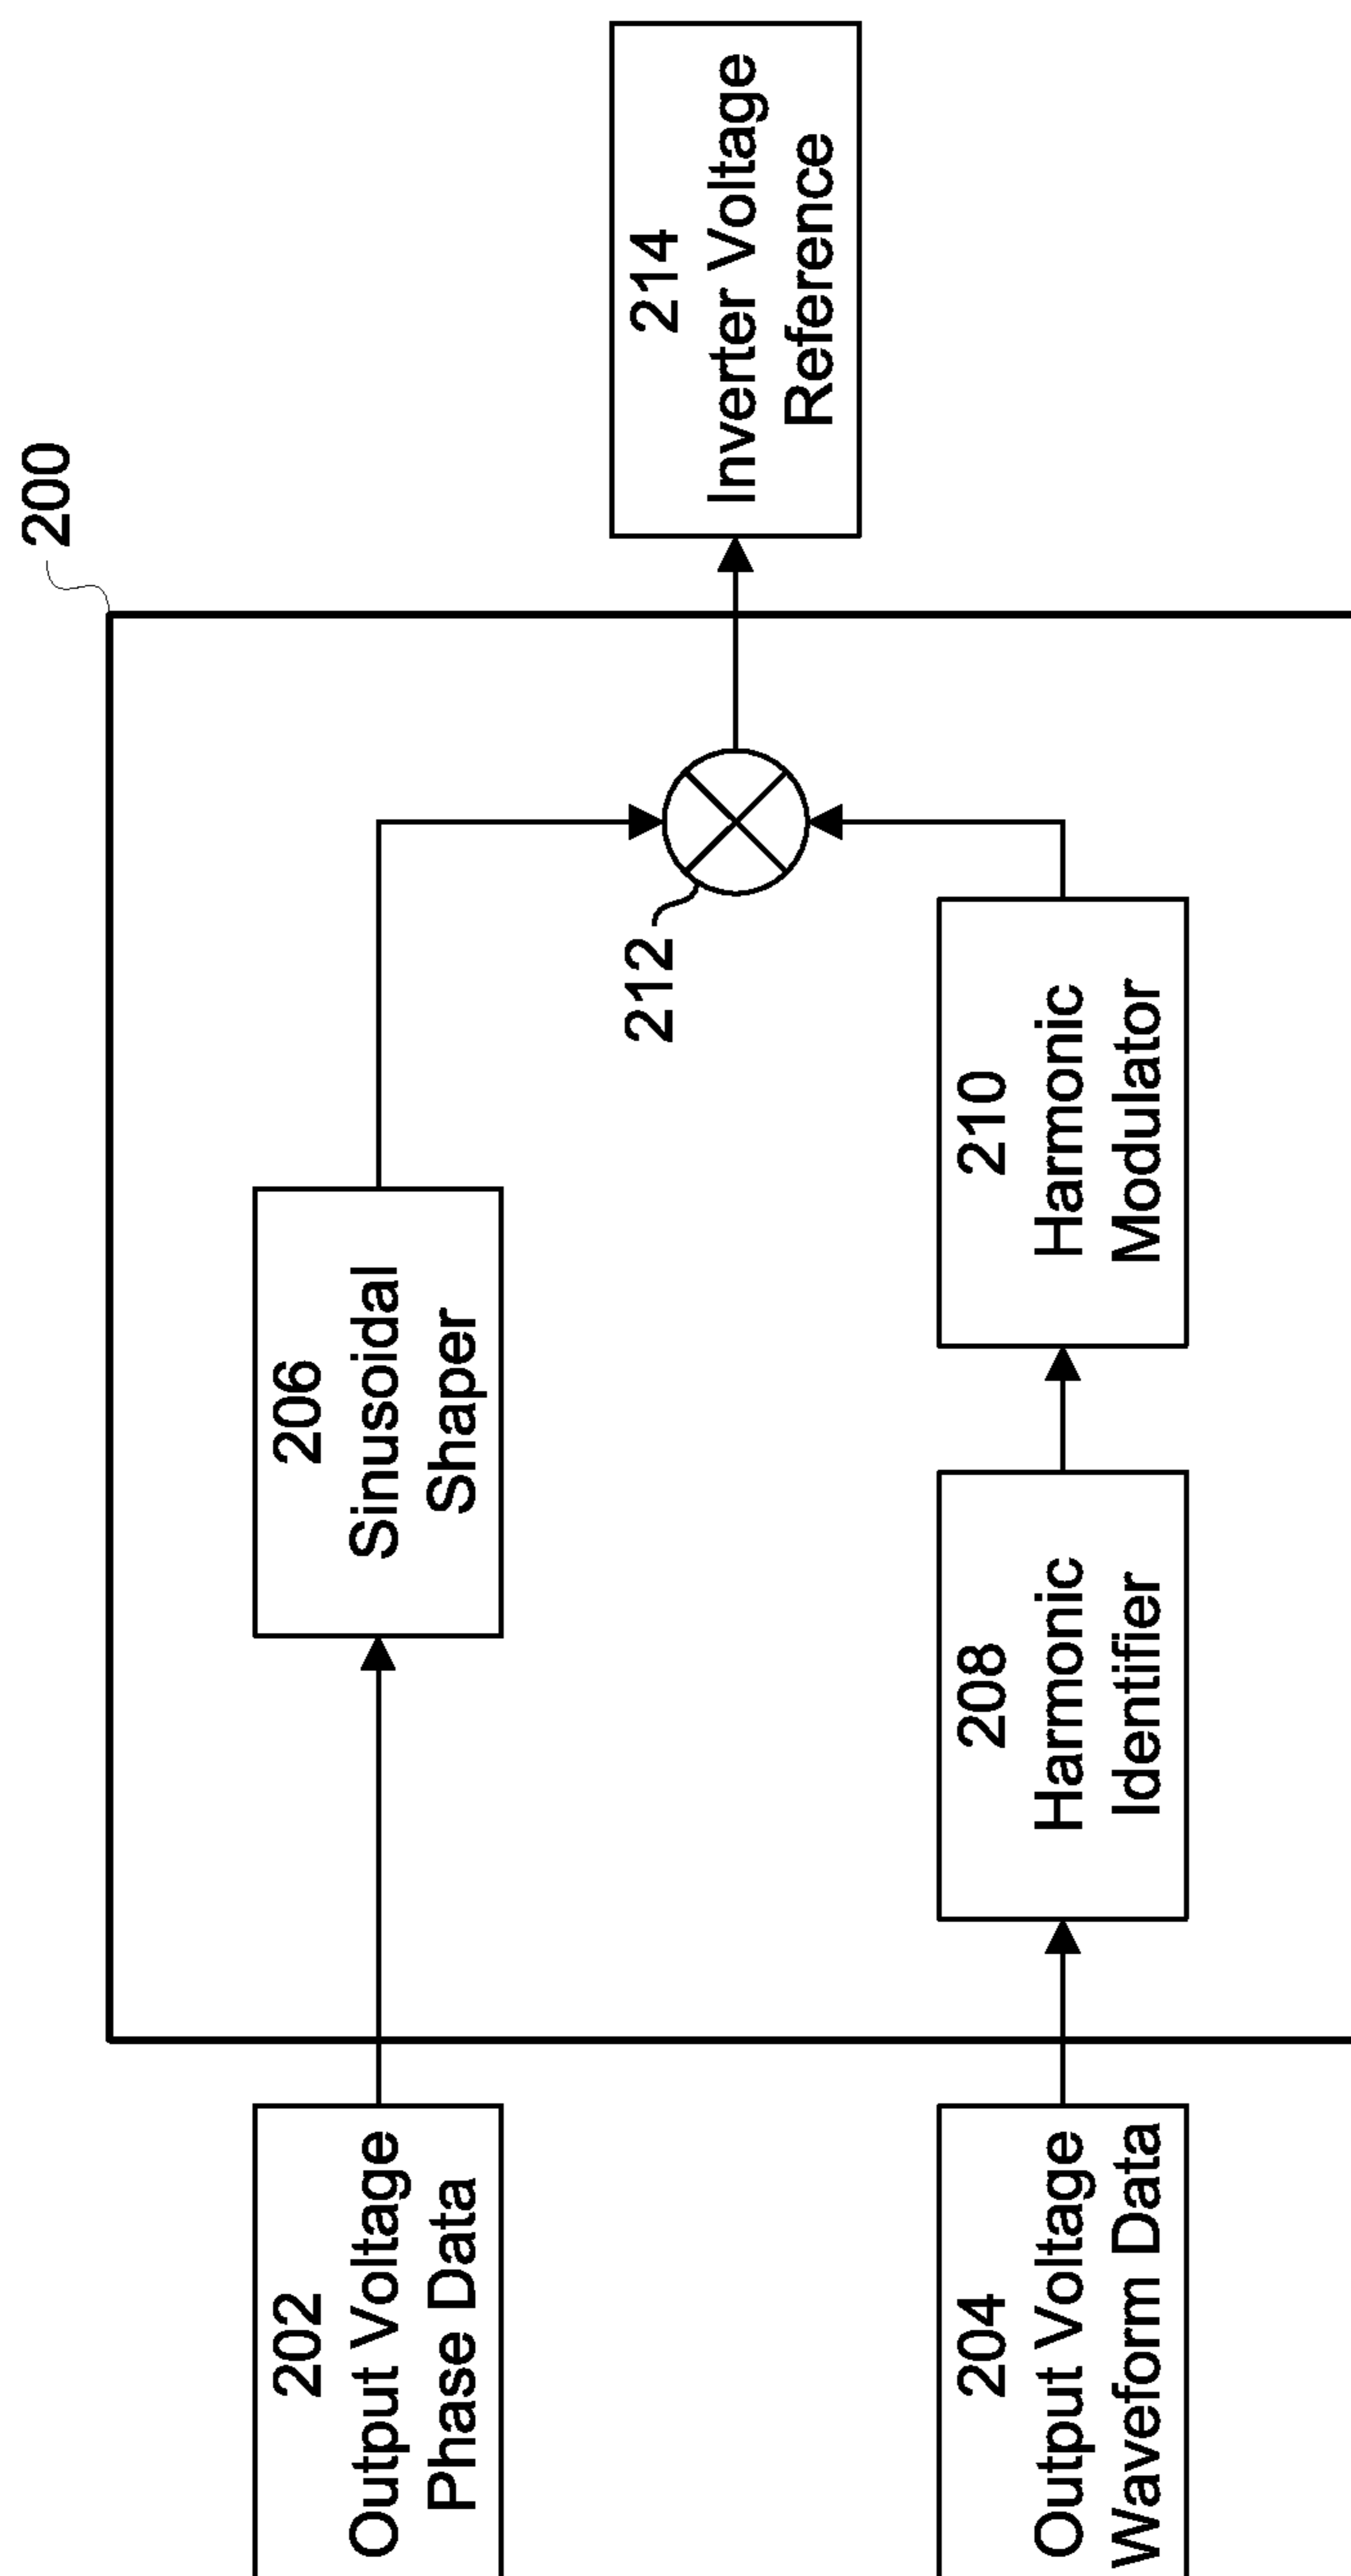 200
202
Output Voltage
Phase Data
206
Sinusoidal
Shaper
212
214
Inverter Voltage
Reference
204
Output Voltage
Waveform Data
208
Harmonic
Identifier
210
Harmonic
Modulator